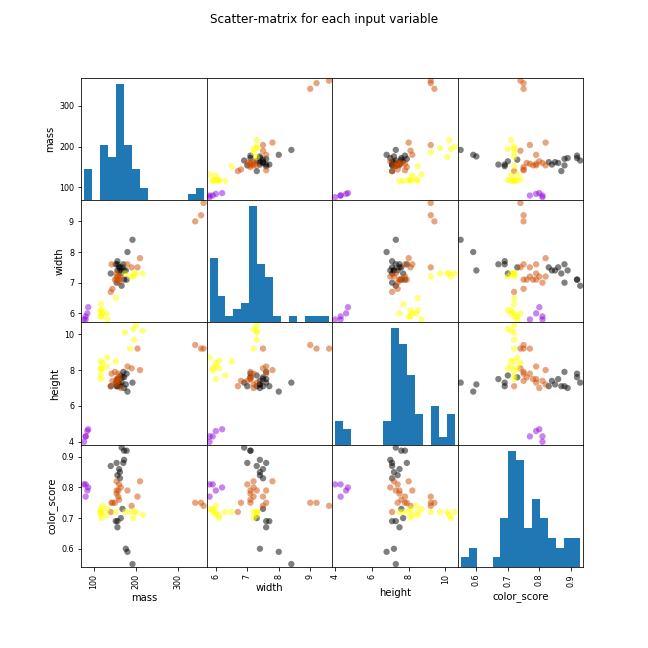 Scatter-matrix for each input variable
mass
300
200
100
width
9
8
7
6
height
10
8
6
4
color_score
0.9
0.8
0.7
0.6
100 200 300
6 7 8 9
4 6 8 10
0.6 0.7 0.8 0.9
mass width height color_score